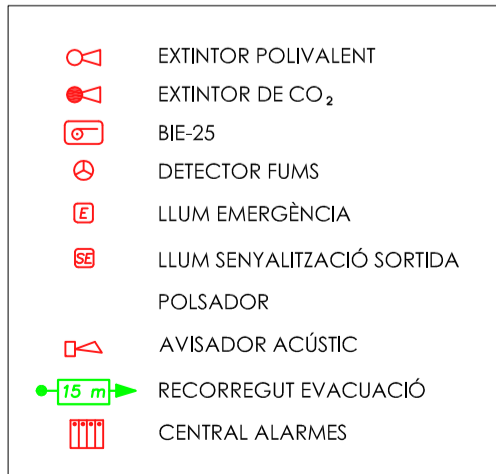 EXTINTOR POLIVALENT
EXTINTOR DE CO₂
BIE-25
DETECTOR FUMS
E LLUM EMERGÈNCIA
SE LLUM SENYALITZACIÓ SORTIDA
POLSADOR
AVISADOR ACÚSTIC
15 m RECORREGUT EVACUACIÓ
CENTRAL ALARMES